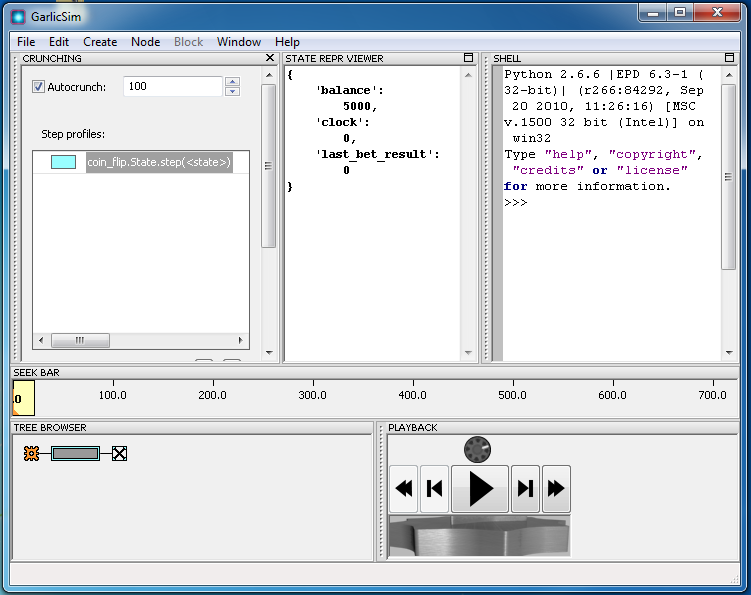 GarlicSim
File Edit Create Node Block Window Help
CRUNCHING
Autocrunch: 100
Step profiles:
coin_flip.State.step(<state>)
STATE REPR VIEWER
{
'balance':
5000,
'clock':
0,
'last_bet_result':
0
}
SHELL
Python 2.6.6 |EPD 6.3-1 (
32-bit)| (r266:84292, Sep
20 2010, 11:26:16) [MSC
v.1500 32 bit (Intel)] on
win32
Type "help", "copyright",
"credits" or "license"
for more information.
>>>
SEEK BAR
.0 100.0 200.0 300.0 400.0 500.0 600.0 700.0
TREE BROWSER
PLAYBACK